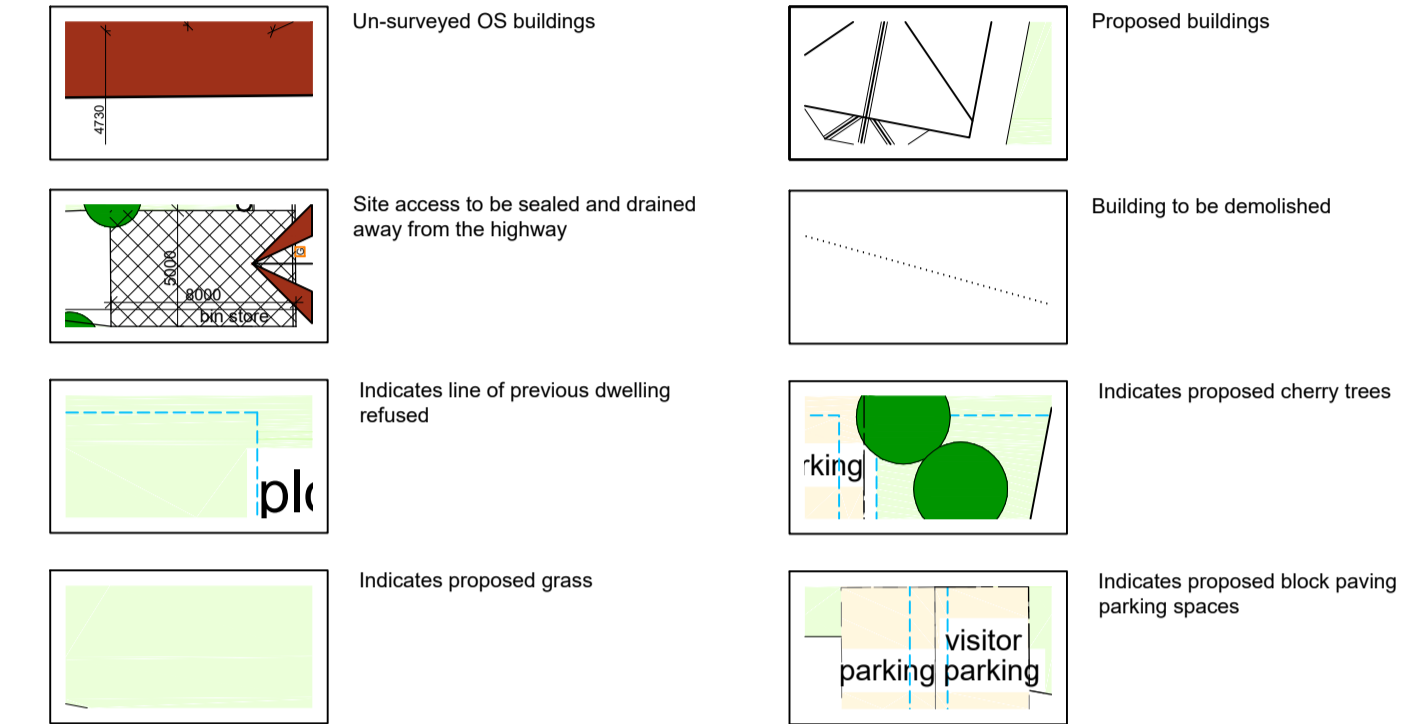 4730
Un-surveyed OS buildings
Proposed buildings
5000
8000
bin store
Site access to be sealed and drained
away from the highway
Building to be demolished
Indicates line of previous dwelling
refused
rking
Indicates proposed cherry trees
Indicates proposed grass
visitor
parking parking
Indicates proposed block paving
parking spaces